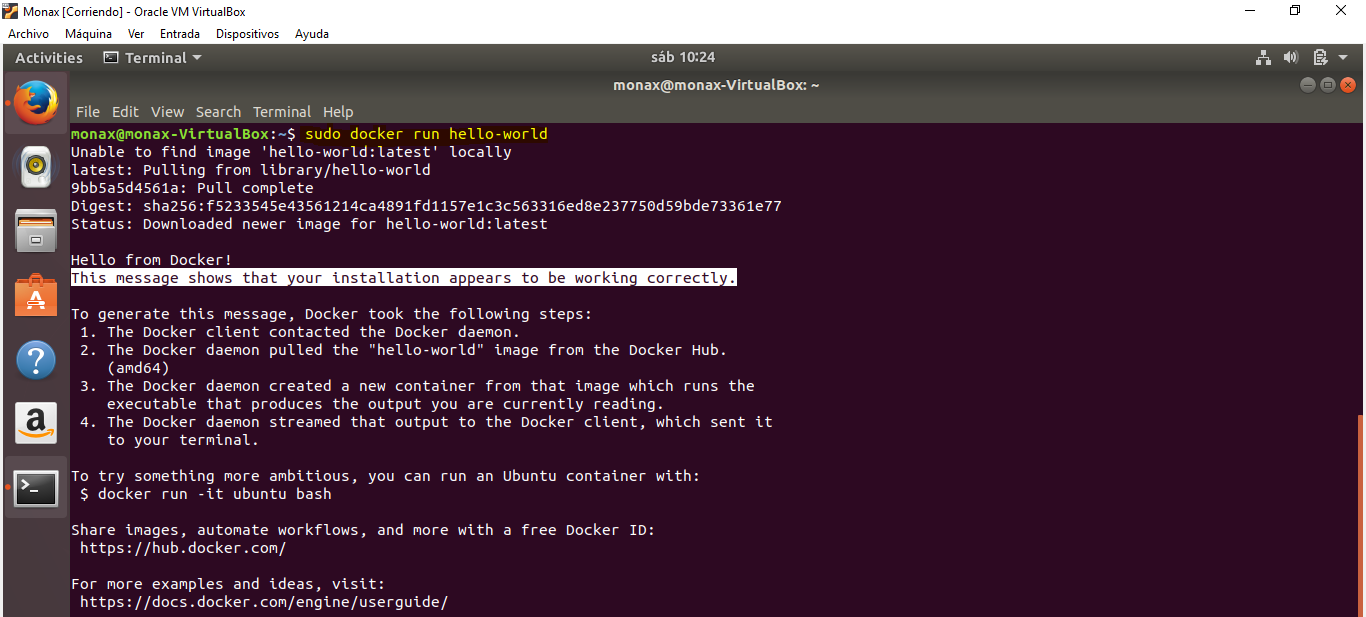 Monax [Corriendo] - Oracle VM VirtualBox
Archivo Máquina Ver Entrada Dispositivos Ayuda
Activities Terminal sáb 10:24
monax@monax-VirtualBox: ~
File Edit View Search Terminal Help
monax@monax-VirtualBox:~$ sudo docker run hello-world
Unable to find image 'hello-world:latest' locally
latest: Pulling from library/hello-world
9bb5a5d4561a: Pull complete
Digest: sha256:f5233545e43561214ca4891fd1157e1c3c563316ed8e237750d59bde73361e77
Status: Downloaded newer image for hello-world:latest
Hello from Docker!
This message shows that your installation appears to be working correctly.
To generate this message, Docker took the following steps:
1. The Docker client contacted the Docker daemon.
2. The Docker daemon pulled the "hello-world" image from the Docker Hub.
(amd64)
3. The Docker daemon created a new container from that image which runs the
executable that produces the output you are currently reading.
4. The Docker daemon streamed that output to the Docker client, which sent it
to your terminal.
To try something more ambitious, you can run an Ubuntu container with:
$ docker run -it ubuntu bash
Share images, automate workflows, and more with a free Docker ID:
https://hub.docker.com/
For more examples and ideas, visit:
https://docs.docker.com/engine/userguide/